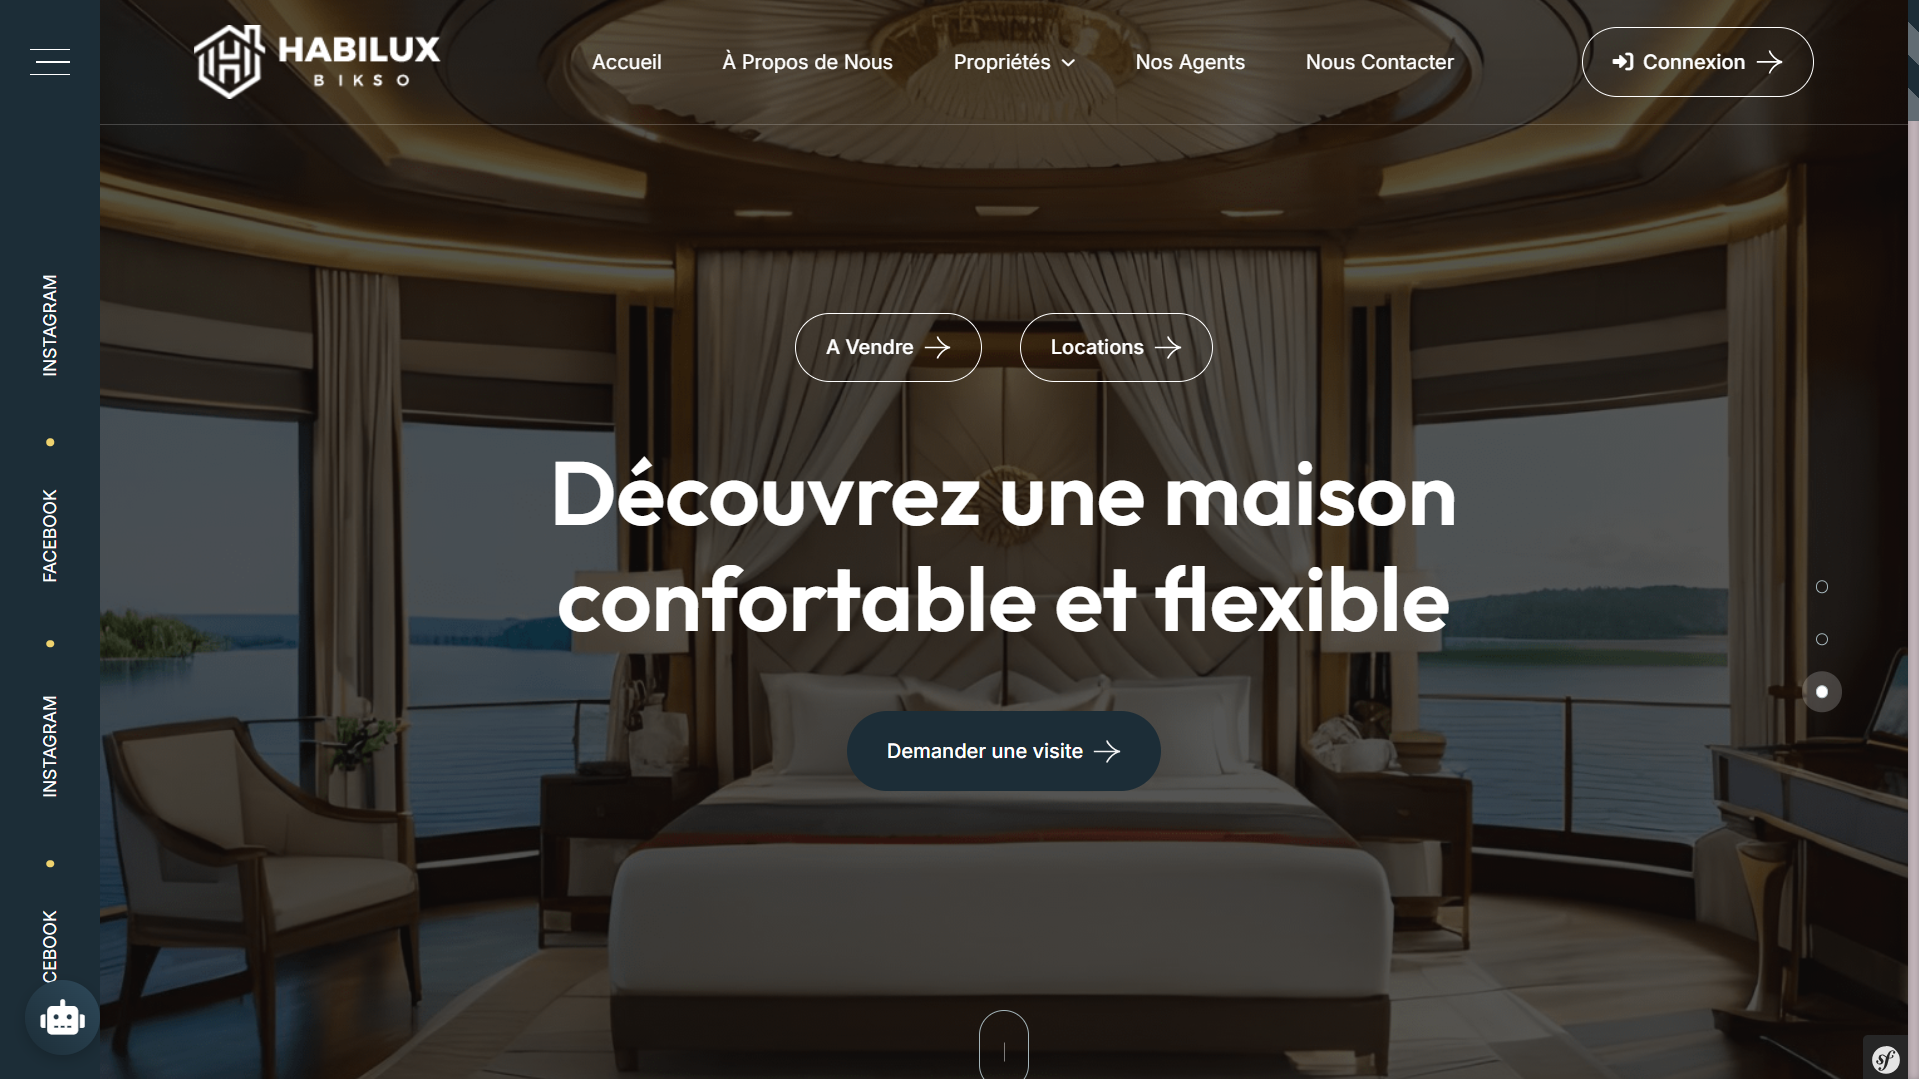 HABILUX
BIKSO
Accueil
À Propos de Nous
Propriétés
Nos Agents
Nous Contacter
Connexion
INSTAGRAM
FACEBOOK
INSTAGRAM
CEBOOK
A Vendre
Locations
Découvrez une maison
confortable et flexible
Demander une visite
sf